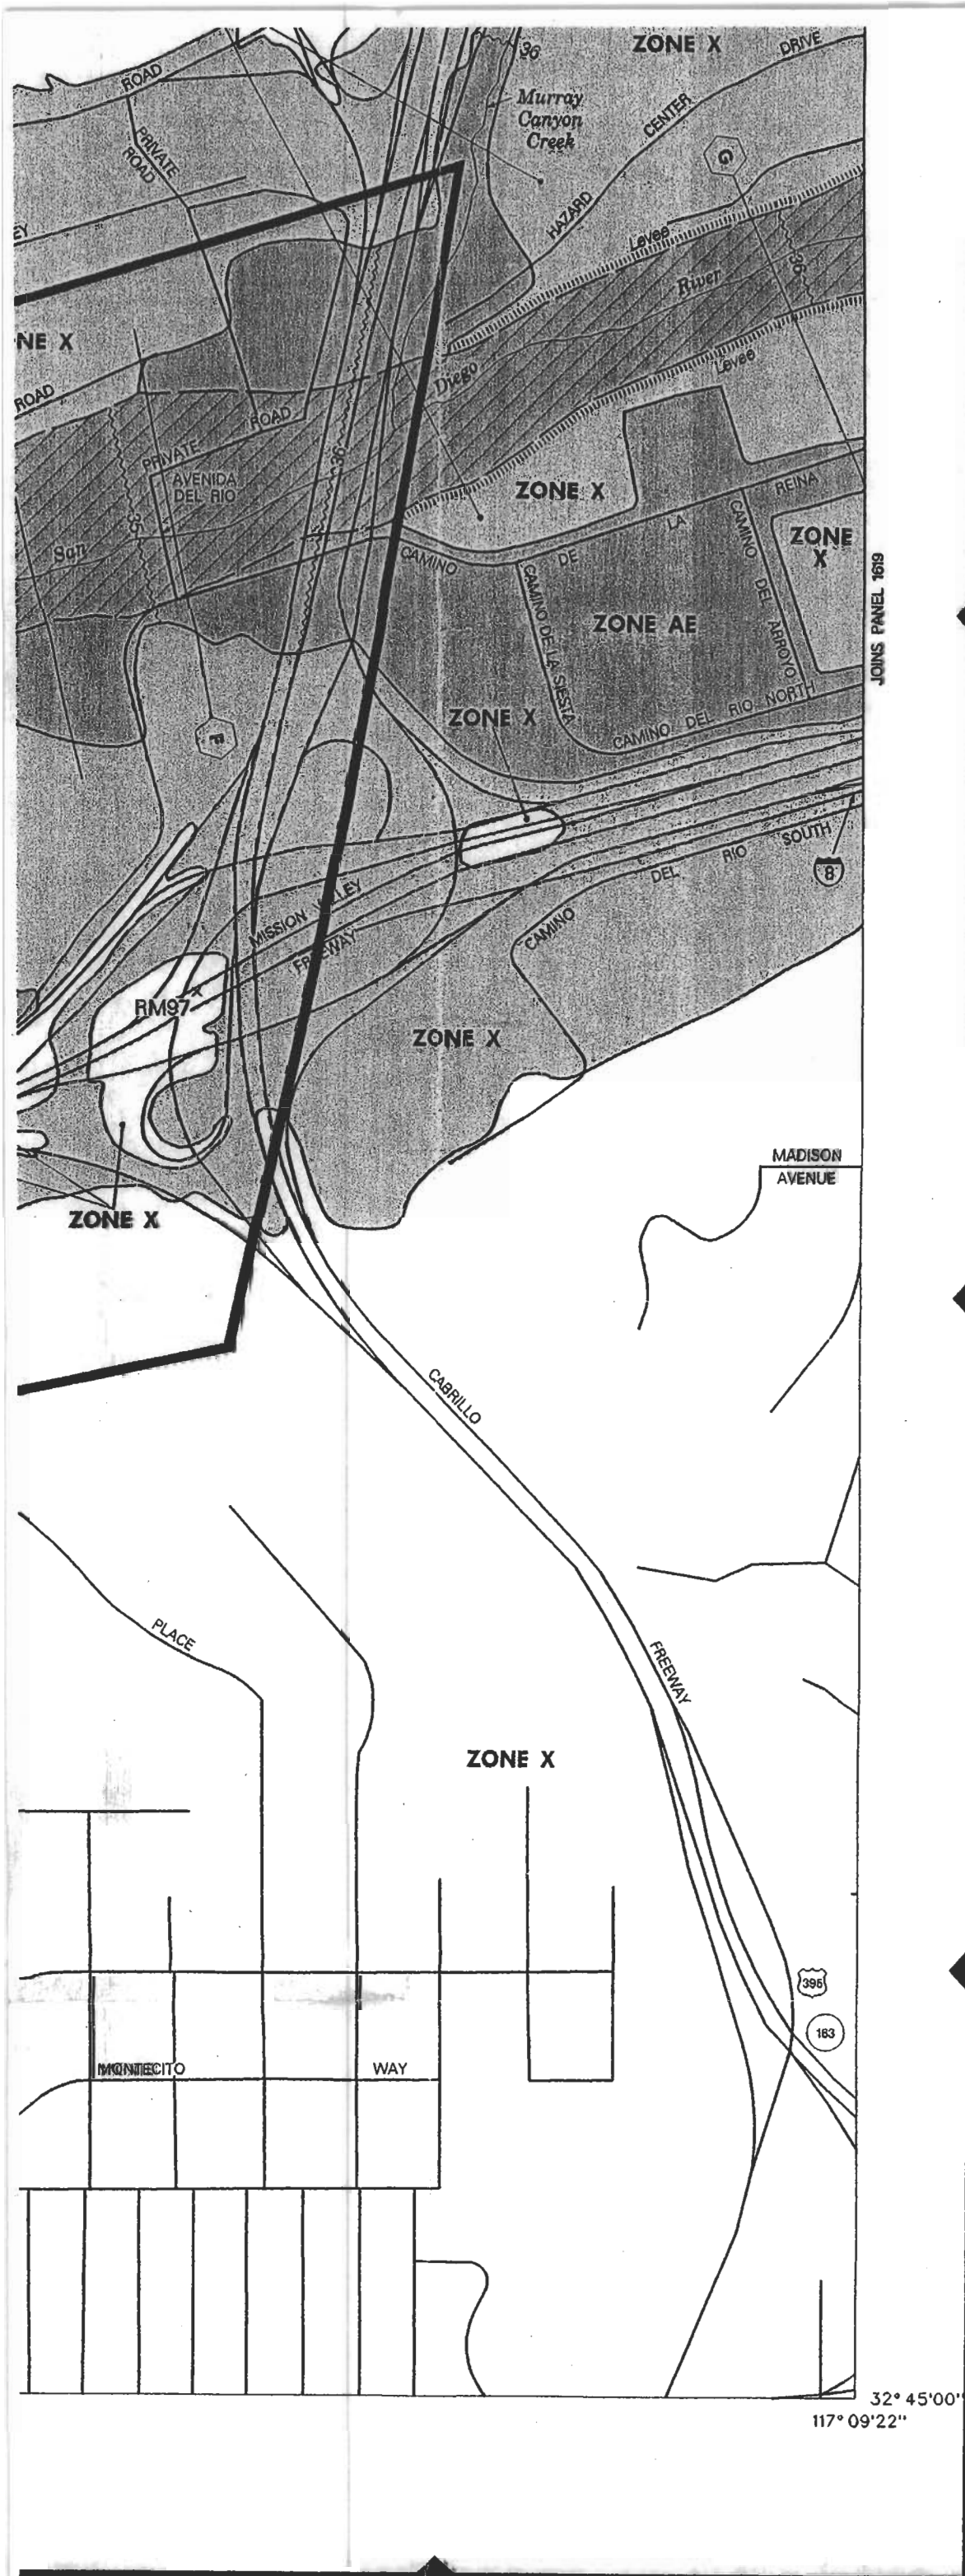 ZONE X
DRIVE
36
ROAD
Murray
Canyon
Creek
CENTER
PRIVATE
ROAD
G
HAZARD
Levee
River
36
NE X
Levee
Diego
ROAD
ROAD
PRIVATE
36
AVENIDA
DEL RIO
ZONE X
REINA
LA
CAMINO
35
San
CAMINO
DE
ZONE
X
JOINS PANEL 1619
CAMINO DE LA SIESTA
DEL
ARROYO
ZONE AE
CAMINO DEL RIO NORTH
ZONE X
F
SOUTH
RIO
DEL
8
MISSION VALLEY
FREEWAY
CAMINO
RM97
X
ZONE X
MADISON
AVENUE
ZONE X
CABRILLO
PLACE
FREEWAY
ZONE X
395
163
MONTECITO
WAY
32° 45'00"
117° 09'22"